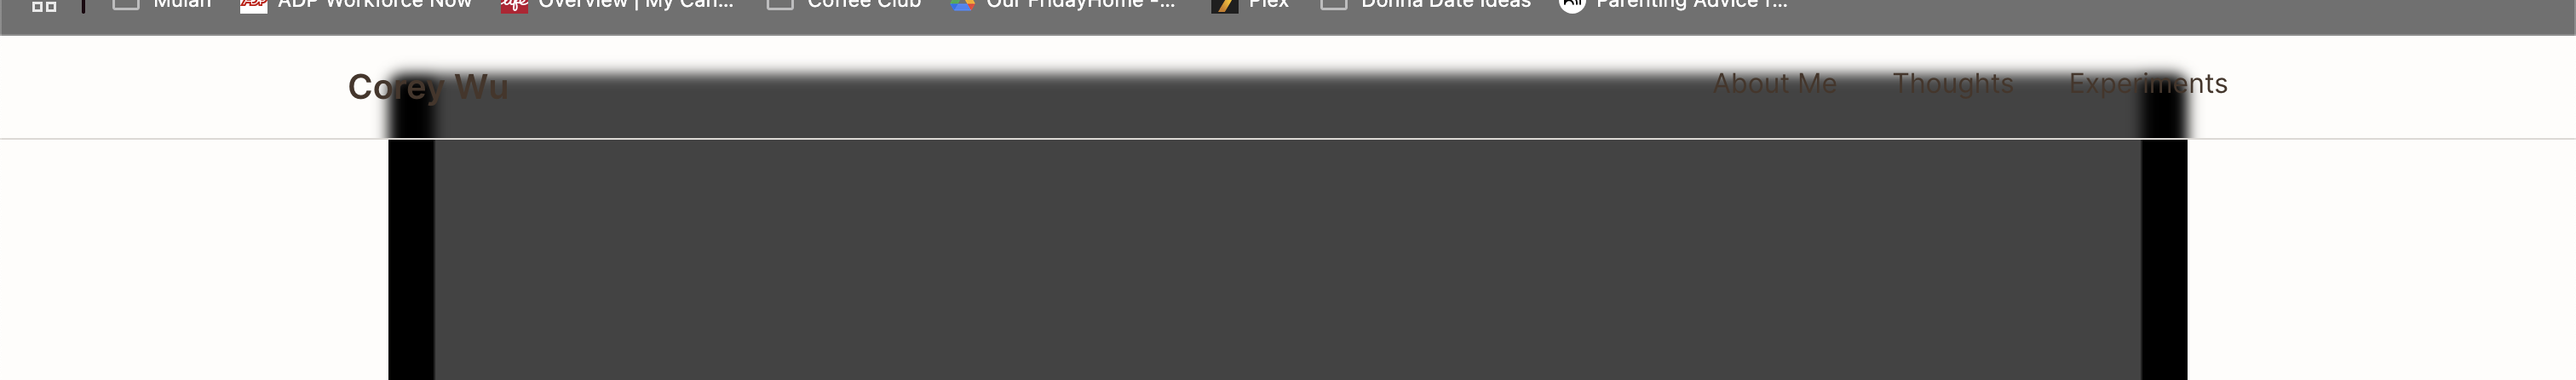 Mulan ADP Workforce Now Overview | My Cari... Coffee Club Our FridayHome -... Plex Donna Date Ideas Parenting Advice f...
Corey Wu About Me Thoughts Experiments